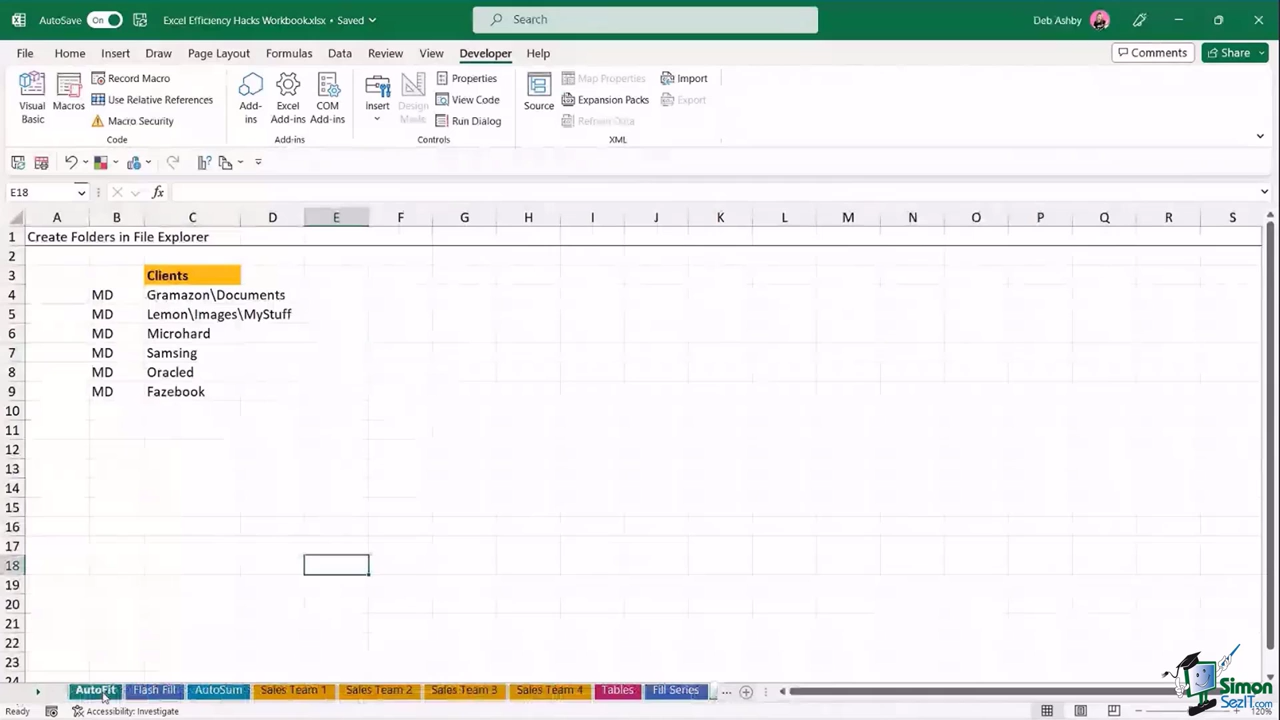 AutoSave On Excel Efficiency Hacks Workbook.xlsx • Saved Search Deb Ashby
File Home Insert Draw Page Layout Formulas Data Review View Developer Help Comments Share
Visual Basic
Macros
Record Macro
Use Relative References
Macro Security
Code
Add-ins
Excel Add-ins
COM Add-ins
Add-ins
Insert
Design Mode
Properties
View Code
Run Dialog
Controls
Source
Map Properties
Expansion Packs
Refresh Data
Import
Export
XML
E18 fx
A B C D E F G H I J K L M N O P Q R S
1 Create Folders in File Explorer
2
3 Clients
4 MD Gramazon\Documents
5 MD Lemon\Images\MyStuff
6 MD Microhard
7 MD Samsing
8 MD Oracled
9 MD Fazebook
10
11
12
13
14
15
16
17
18
19
20
21
22
23
24
AutoFit Flash Fill AutoSum Sales Team 1 Sales Team 2 Sales Team 3 Sales Team 4 Tables Fill Series ...
Ready Accessibility: Investigate 120%
Simon SezIT.com